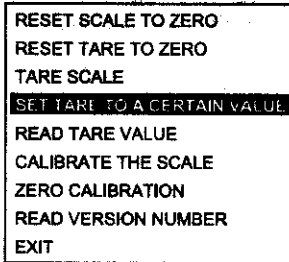 RESET SCALE TO ZERO
RESET TARE TO ZERO
TARE SCALE
SET TARE TO A CERTAIN VALUE
READ TARE VALUE
CALIBRATE THE SCALE
ZERO CALIBRATION
READ VERSION NUMBER
EXIT